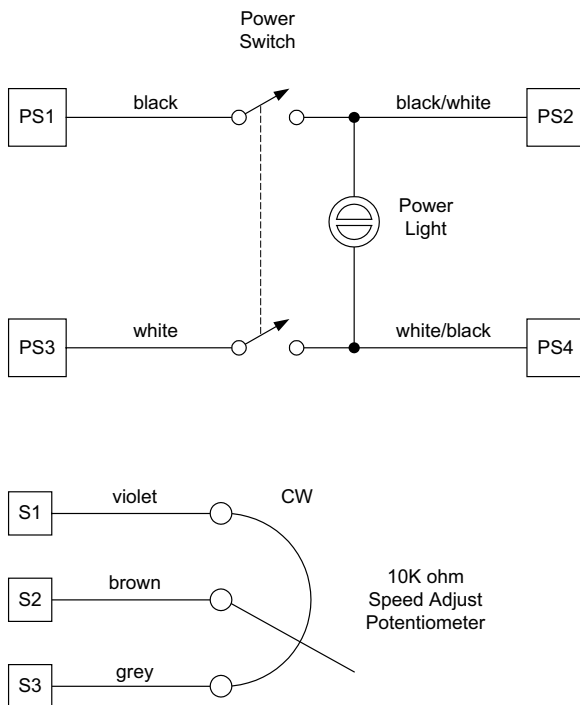 Power
Switch
PS1
black
black/white
PS2
Power
Light
PS3
white
white/black
PS4
S1
violet
CW
S2
brown
10K ohm
Speed Adjust
Potentiometer
S3
grey